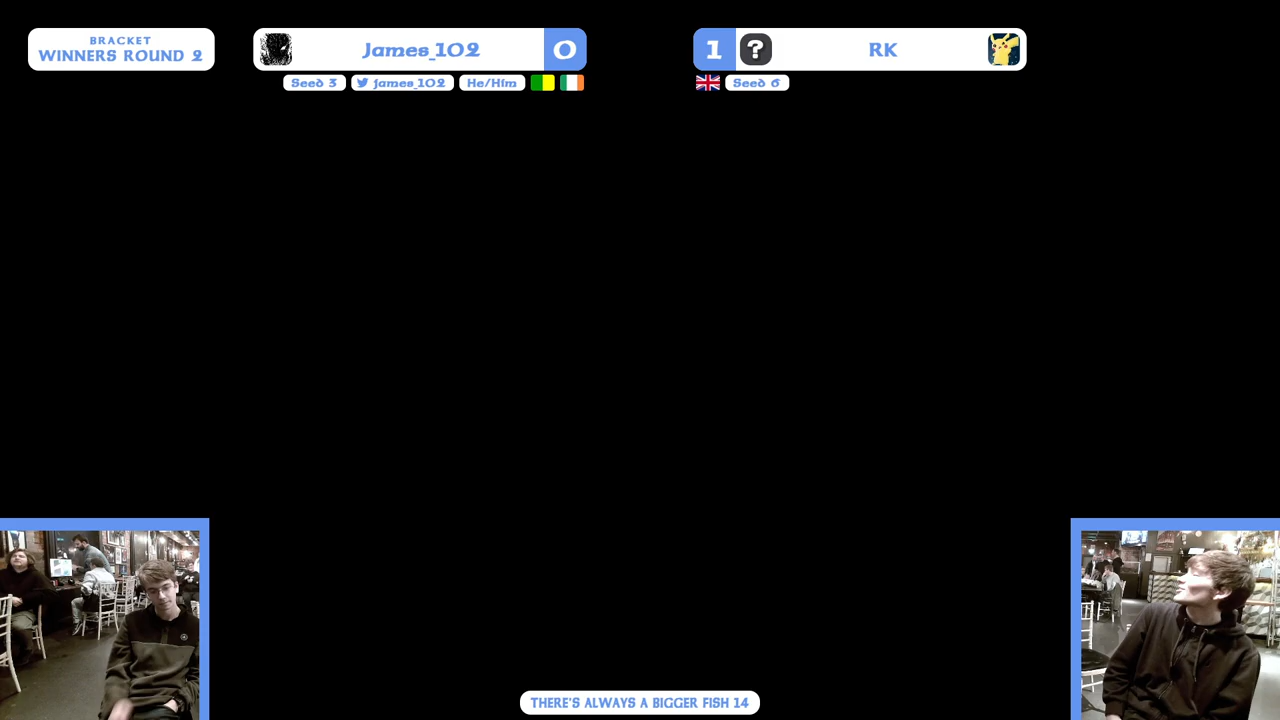 BRACKET
WINNERS ROUND 2
James_102 0
1 ? RK
Seed 3 james_102 He/Him
Seed 6
THERE'S ALWAYS A BIGGER FISH 14